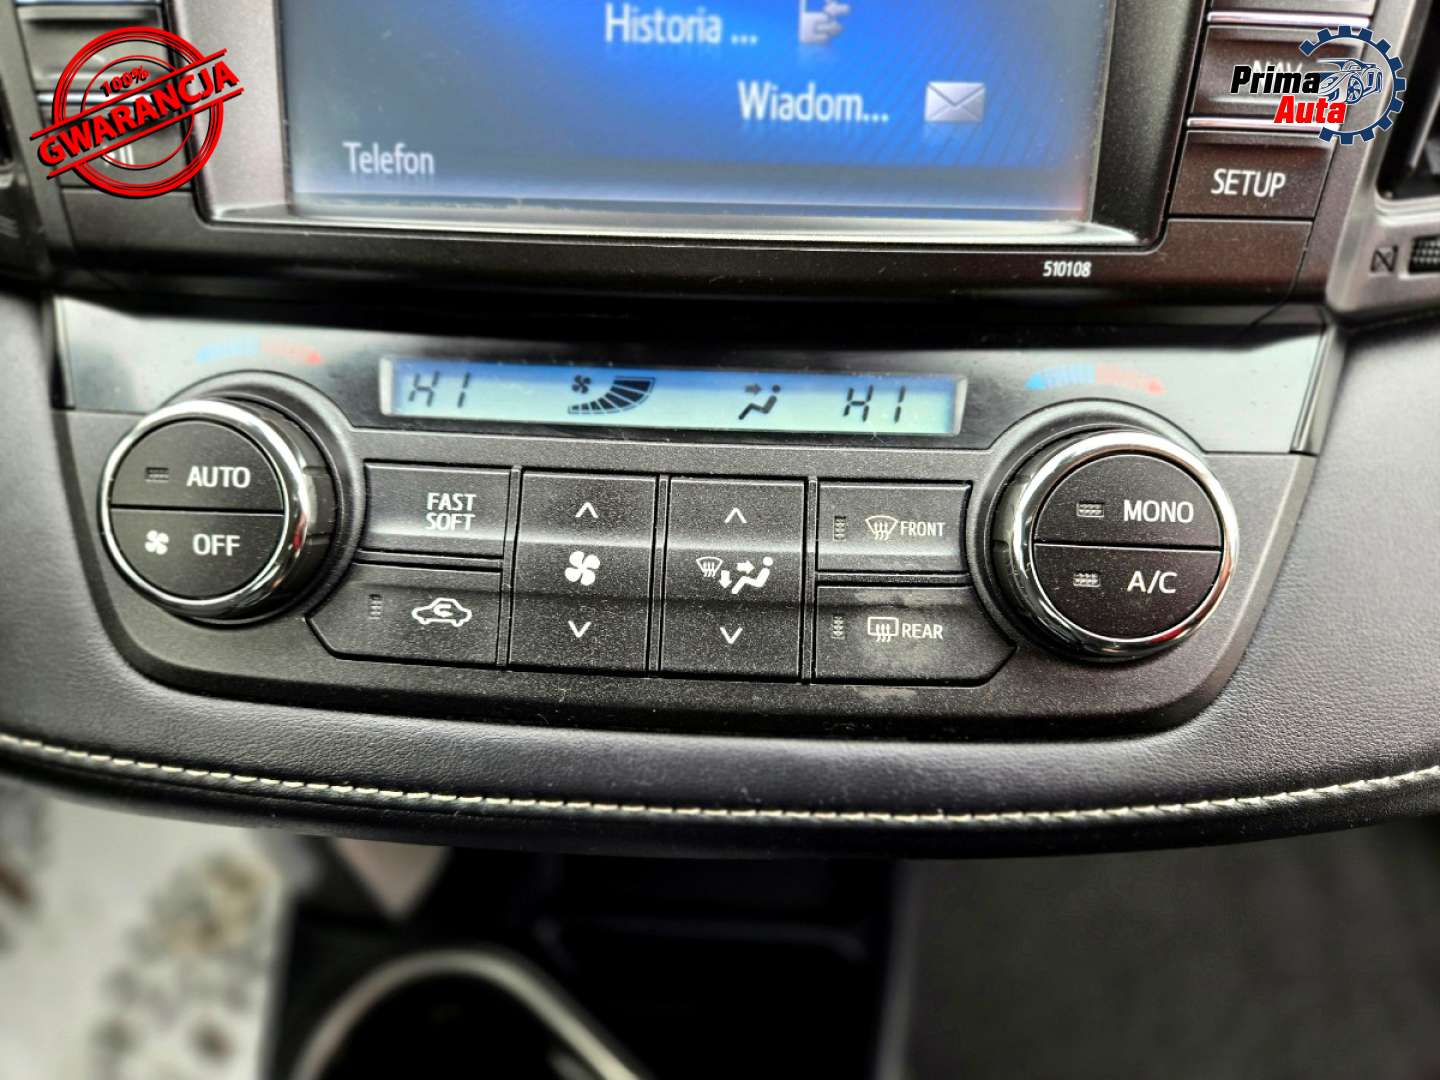 Historia ...
Wiadom...
Telefon
100%
GWARANCJA
Prima
Auta
SETUP
510108
HI
HI
AUTO
OFF
FAST
SOFT
FRONT
REAR
MONO
A/C